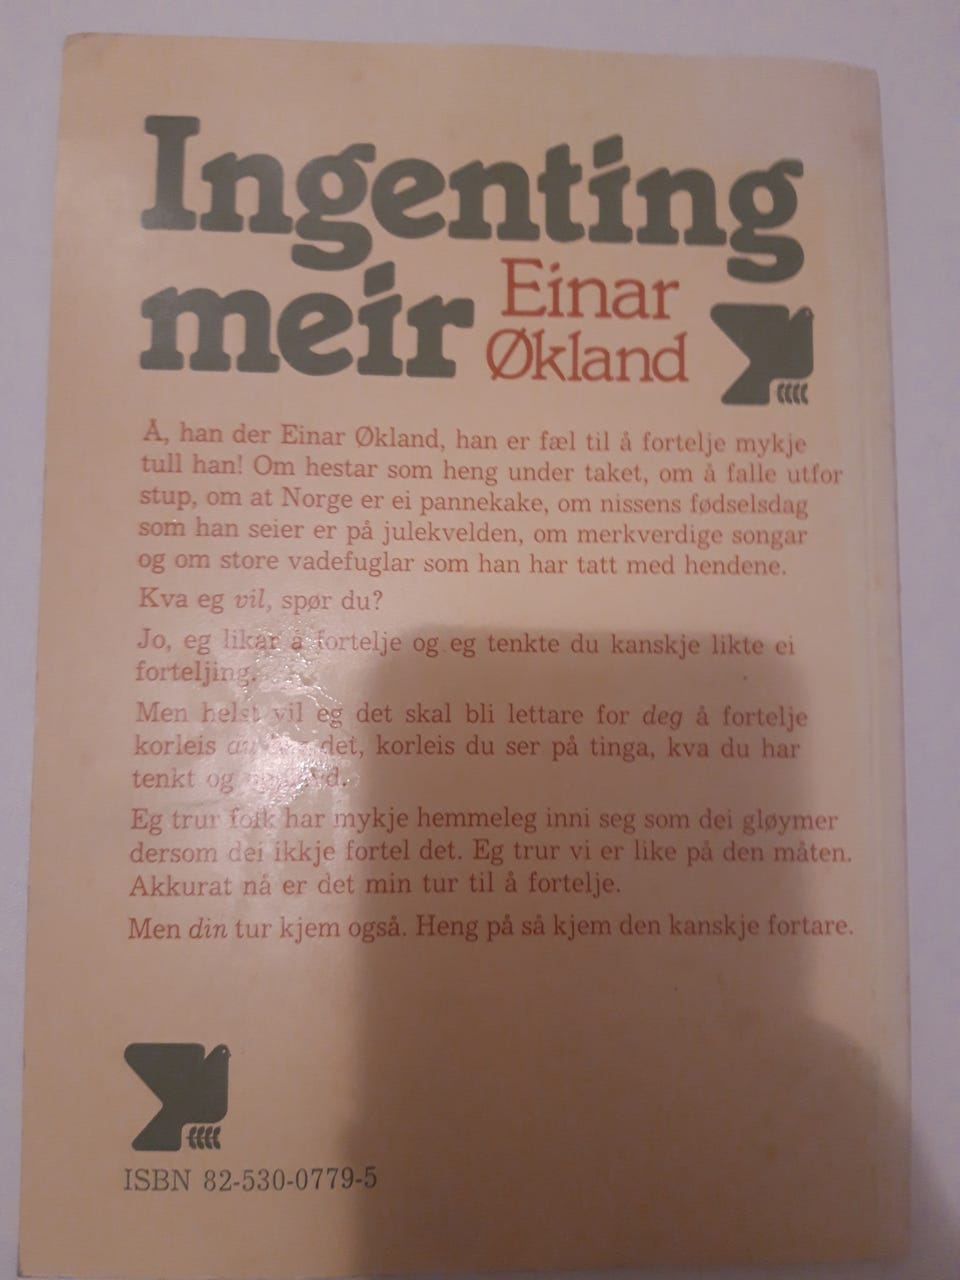 Ingenting
meir
Einar
Økland
Å, han der Einar Økland, han er fæl til å fortelje mykje
tull han! Om hestar som heng under taket, om å falle utfor
stup, om at Norge er ei pannekake, om nissens fødselsdag
som han seier er på julekvelden, om merkverdige songar
og om store vadefuglar som han har tatt med hendene.
Kva eg vil, spør du?
Jo, eg likar å fortelje og eg tenkte du kanskje likte ei
forteljing.
Men helst vil eg det skal bli lettare for deg å fortelje
korleis du det, korleis du ser på tinga, kva du har
tenkt og
Eg trur folk har mykje hemmeleg inni seg som dei gløymer
dersom dei ikkje fortel det. Eg trur vi er like på den måten.
Akkurat nå er det min tur til å fortelje.
Men din tur kjem også. Heng på så kjem den kanskje fortare.
ISBN 82-530-0779-5